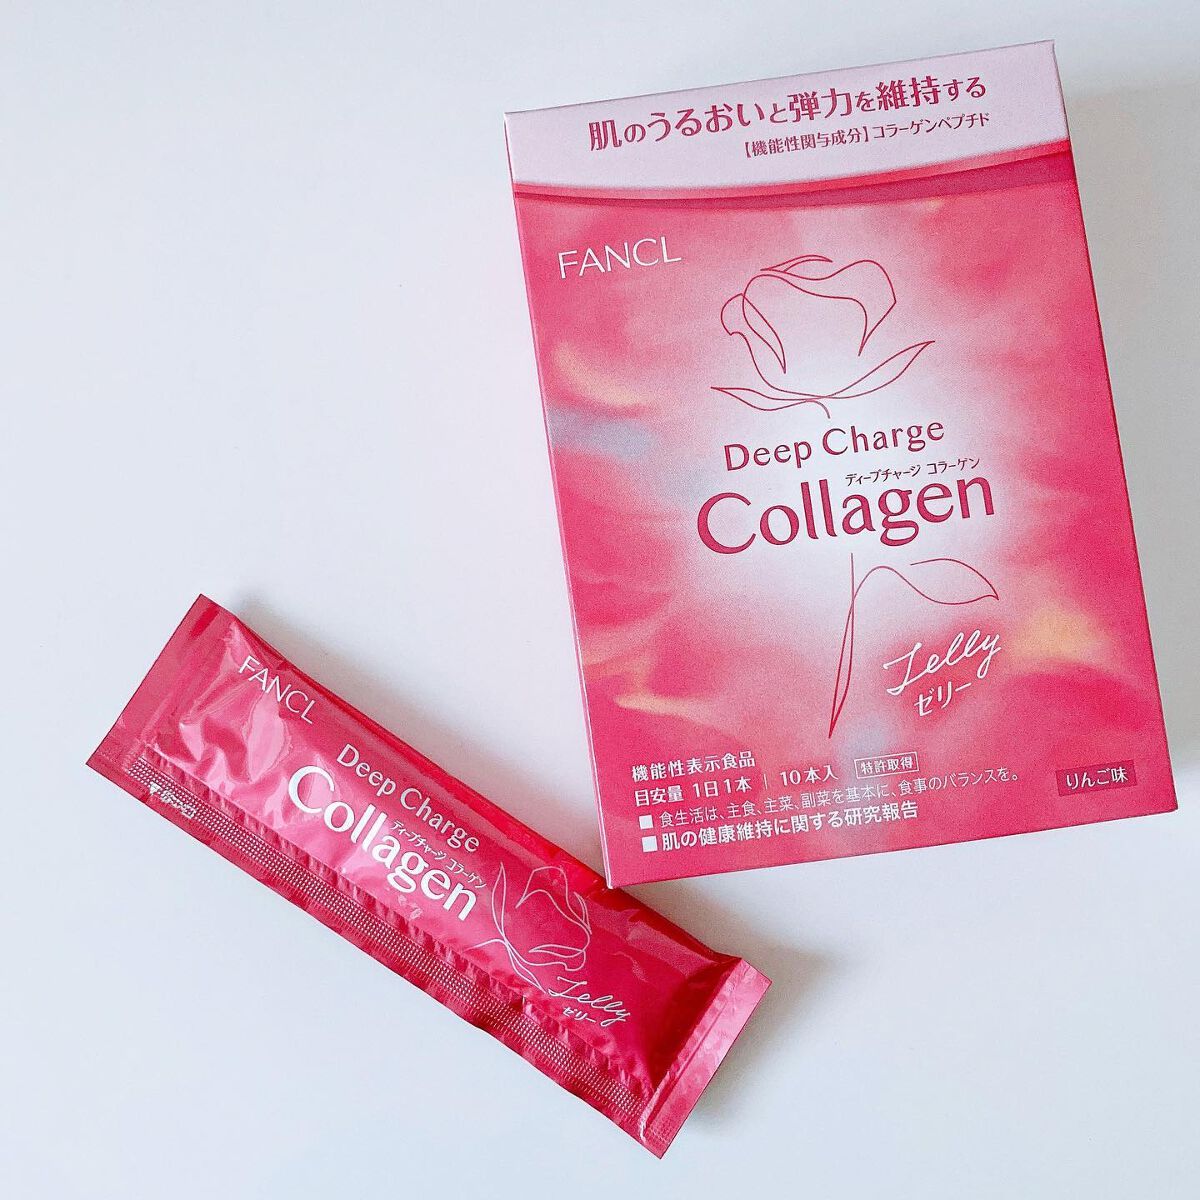 肌のうるおいと弾力を維持する
【機能性関与成分】コラーゲンペプチド
FANCL
Deep Charge
ディープチャージ コラーゲン
Collagen
Jelly
ゼリー
機能性表示食品
目安量 1日1本 | 10本入 特許取得
■ 食生活は、主食、主菜、副菜を基本に、食事のバランスを。
■ 肌の健康維持に関する研究報告
りんご味
FANCL
Deep Charge
ディープチャージ コラーゲン
Collagen
Jelly
ゼリー